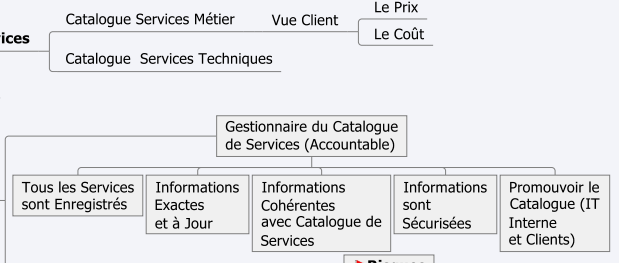 Le Prix
Catalogue Services Métier
Vue Client
Le Coût
Catalogue Services Techniques
Gestionnaire du Catalogue
de Services (Accountable)
Tous les Services
sont Enregistrés
Informations
Exactes
et à Jour
Informations
Cohérentes
avec Catalogue de
Services
Informations
sont
Sécurisées
Promouvoir le
Catalogue (IT
Interne
et Clients)